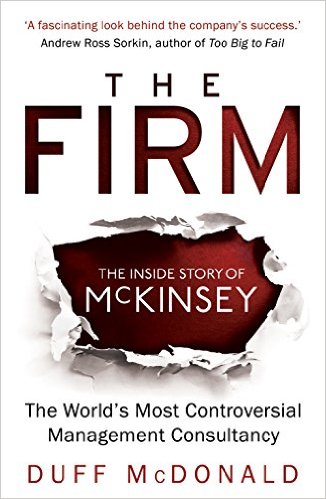 ‘A fascinating look behind the company’s success.’
Andrew Ross Sorkin, author of Too Big to Fail
THE
FIRM
THE INSIDE STORY OF
McKINSEY
The World’s Most Controversial
Management Consultancy
DUFF McDONALD